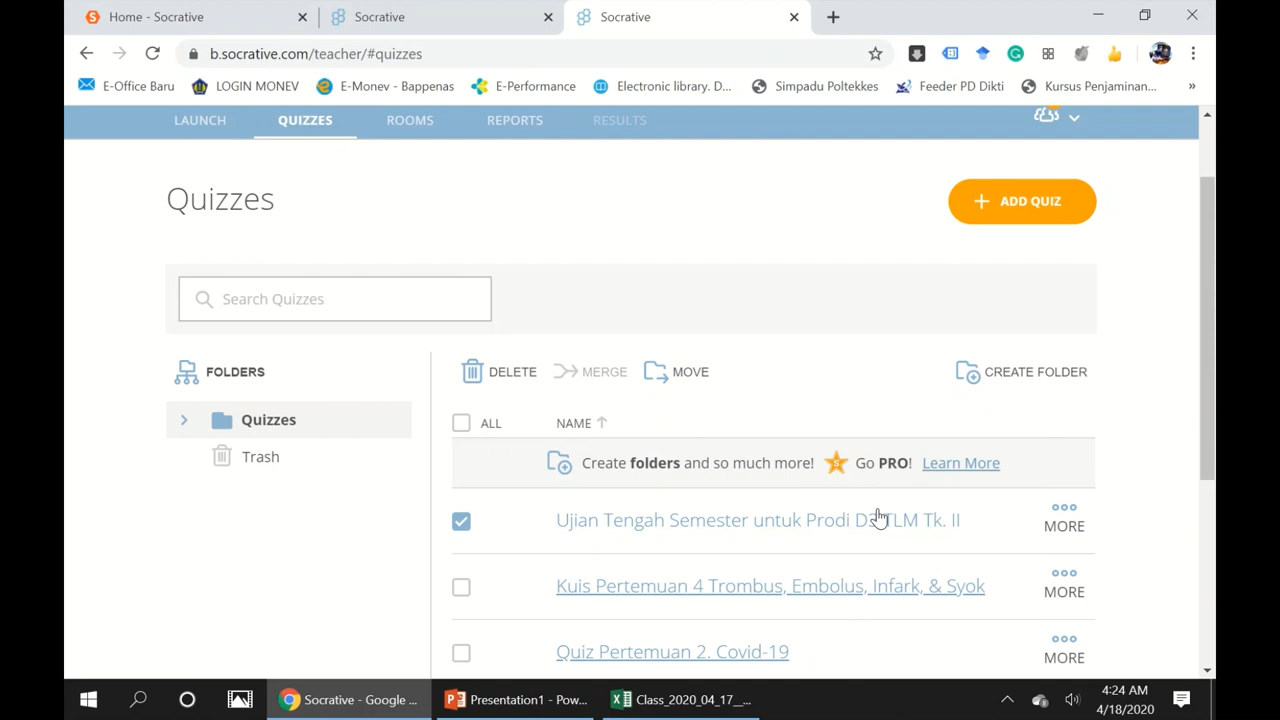 Home - Socrative
Socrative
Socrative
b.socrative.com/teacher/#quizzes
E-Office Baru
LOGIN MONEV
E-Monev - Bappenas
E-Performance
Electronic library. D...
Simpadu Poltekkes
Feeder PD Dikti
Kursus Penjaminan...
»
LAUNCH
QUIZZES
ROOMS
REPORTS
RESULTS
Quizzes
+ ADD QUIZ
Search Quizzes
FOLDERS
DELETE
MERGE
MOVE
CREATE FOLDER
Quizzes
Trash
ALL
NAME
Create folders and so much more!
Go PRO!
Learn More
Ujian Tengah Semester untuk Prodi D3 TLM Tk. II
MORE
Kuis Pertemuan 4 Trombus, Embolus, Infark, & Syok
MORE
Quiz Pertemuan 2. Covid-19
MORE
Socrative - Google ...
Presentation1 - Pow...
Class_2020_04_17__...
4:24 AM
4/18/2020